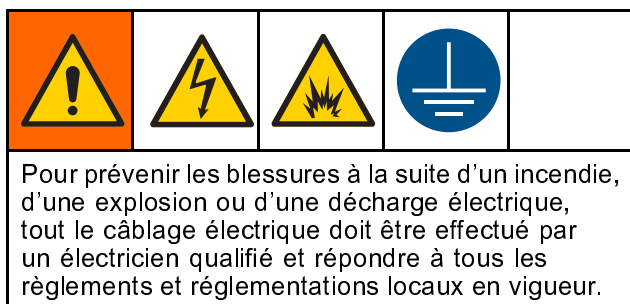 Pour prévenir les blessures à la suite d’un incendie,
d’une explosion ou d’une décharge électrique,
tout le câblage électrique doit être effectué par
un électricien qualifié et répondre à tous les
règlements et réglementations locaux en vigueur.